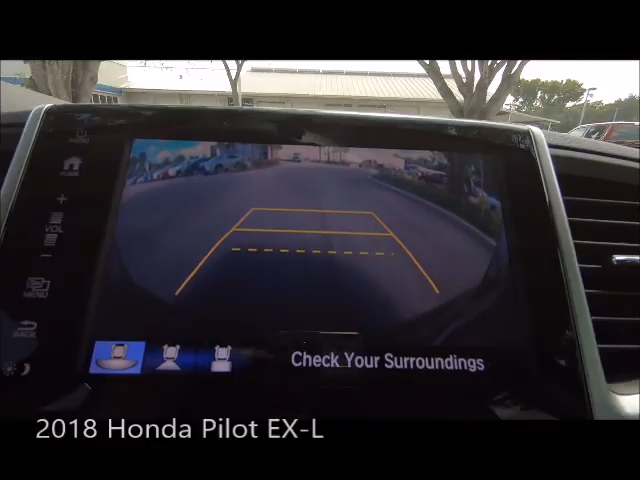 HOME
+
VOL
−
MENU
BACK
Check Your Surroundings
2018 Honda Pilot EX-L